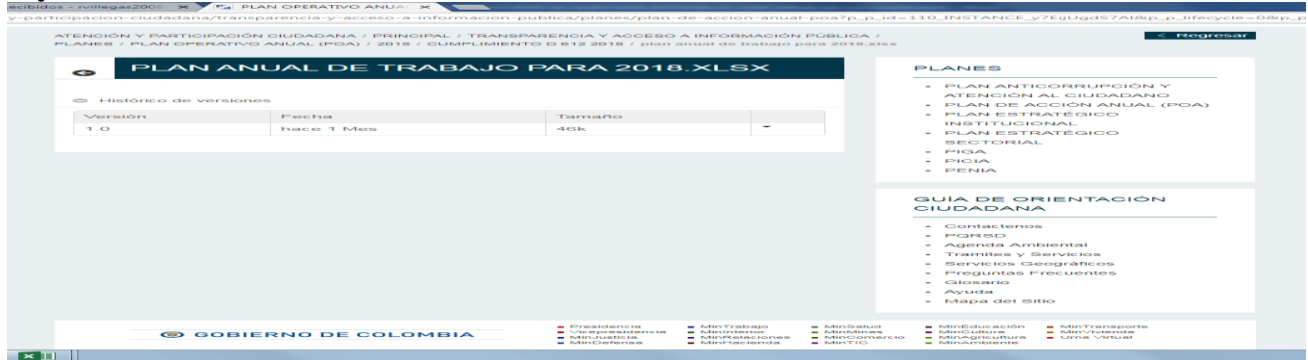 ecibidos - rvillegas200
PLAN OPERATIVO ANUA
y-participacion-ciudadana/transparencia-y-acceso-a-informacion-publica/planes/plan-de-accion-anual-poa?p_p_id=110_INSTANCE_y7EijUgdS7AI&p_p_lifecycle=0&p_p
ATENCIÓN Y PARTICIPACIÓN CIUDADANA / PRINCIPAL / TRANSPARENCIA Y ACCESO A INFORMACIÓN PÚBLICA /
PLANES / PLAN OPERATIVO ANUAL (POA) / 2018 / CUMPLIMIENTO D 612 2018 / plan anual de trabajo para 2018.xlsx
< Regresar
PLAN ANUAL DE TRABAJO PARA 2018.XLSX
Histórico de versiones
Versión Fecha Tamaño
1.0 hace 1 Mes 46k
PLANES
- PLAN ANTICORRUPCIÓN Y
ATENCIÓN AL CIUDADANO
- PLAN DE ACCIÓN ANUAL (POA)
- PLAN ESTRATÉGICO
INSTITUCIONAL
- PLAN ESTRATÉGICO
SECTORIAL
- PIGA
- PICIA
- PENIA
GUÍA DE ORIENTACIÓN
CIUDADANA
- Contactenos
- PQRSD
- Agenda Ambiental
- Tramites y Servicios
- Servicios Geográficos
- Preguntas Frecuentes
- Glosario
- Ayuda
- Mapa del Sitio
GOBIERNO DE COLOMBIA
Presidencia MinTrabajo MinSalud MinEducación MinTransporte
Vicepresidencia MinInterior MinMinas MinCultura MinVivienda
MinJusticia MinRelaciones MinComercio MinAgricultura Urna Virtual
MinDefensa MinHacienda MinTIC MinAmbiente